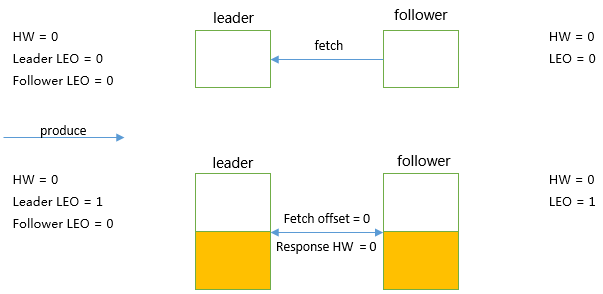 leader
follower
HW = 0
Leader LEO = 0
Follower LEO = 0
fetch
HW = 0
LEO = 0
produce
leader
follower
HW = 0
Leader LEO = 1
Follower LEO = 0
Fetch offset = 0
Response HW = 0
HW = 0
LEO = 1